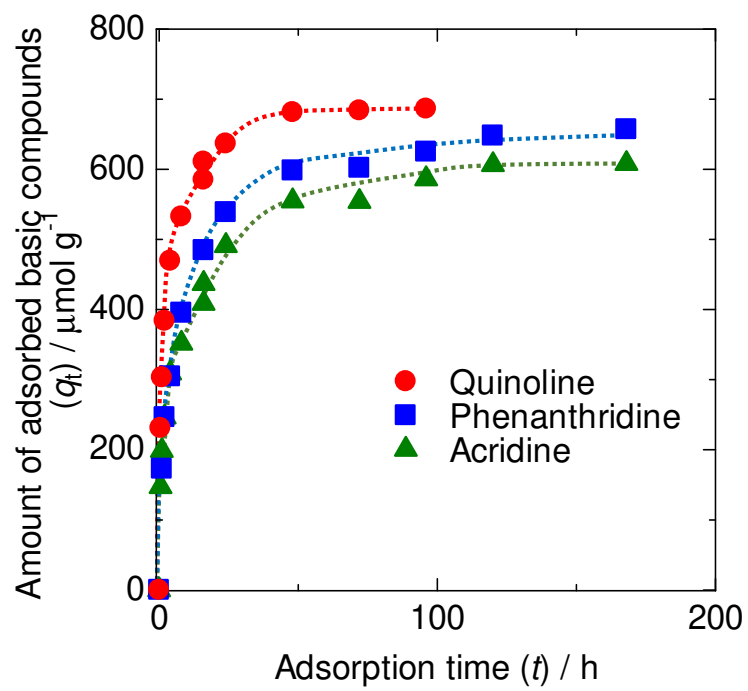 800
600
400
200
0
0
100
200
Amount of adsorbed basic compounds
(qt) / μmol g-1
Quinoline
Phenanthridine
Acridine
Adsorption time (t) / h